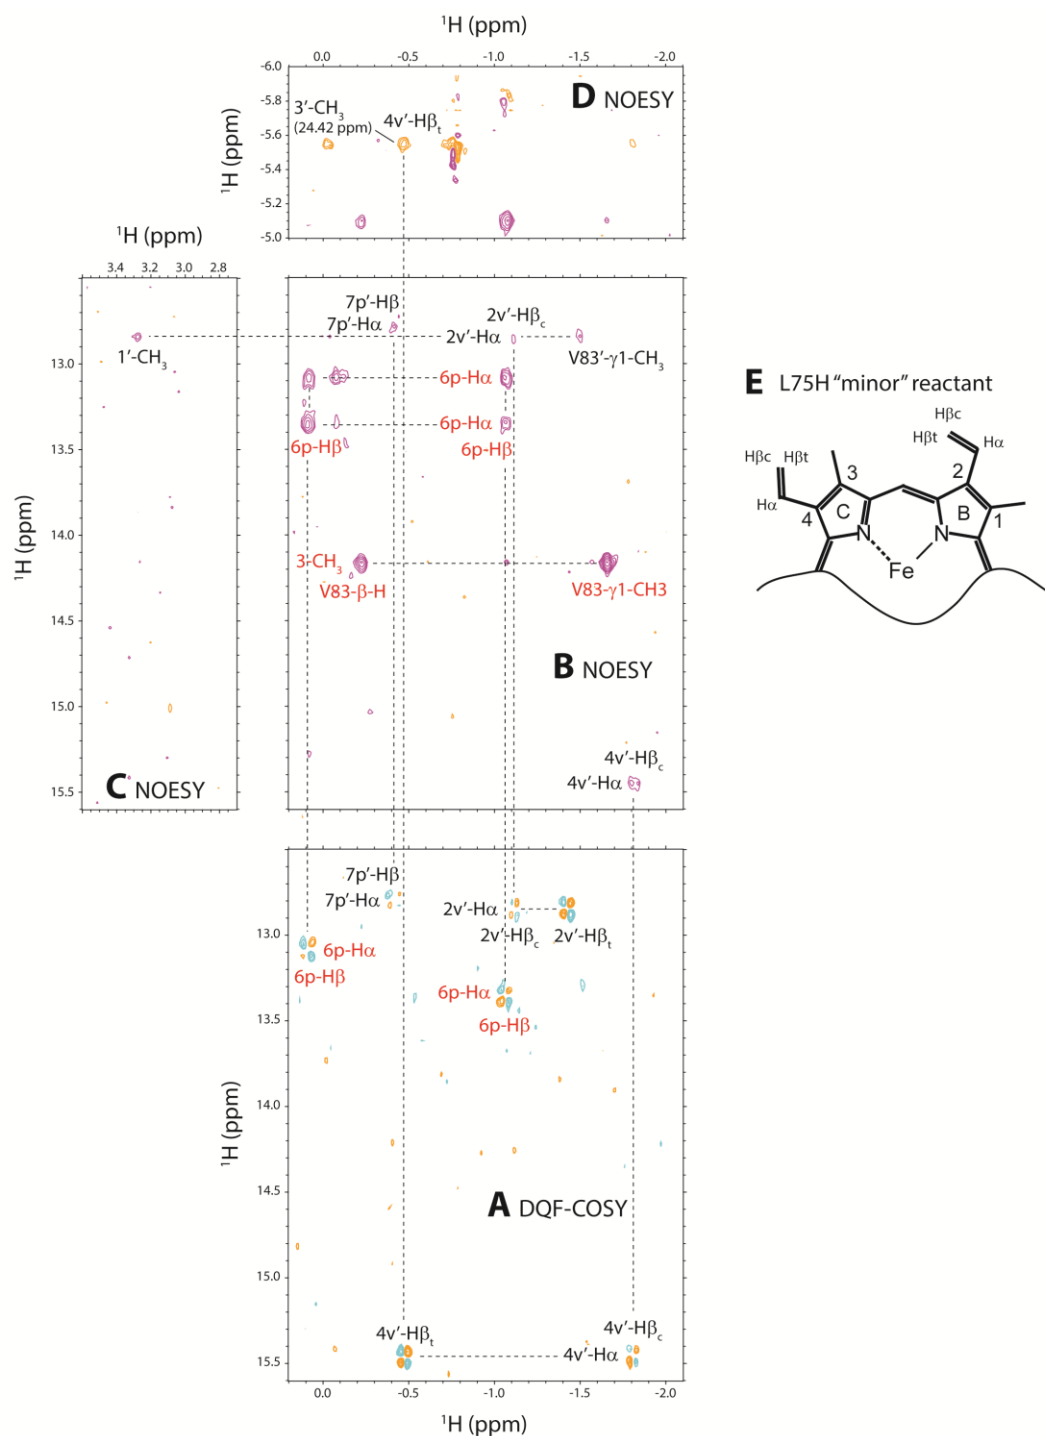 ¹H (ppm)
0.0 -0.5 -1.0 -1.5 -2.0
-6.0
-5.8
-5.6
-5.4
-5.2
-5.0
¹H (ppm)
D NOESY
3'-CH₃
(24.42 ppm)
4v'-Hβₜ
¹H (ppm)
3.4 3.2 3.0 2.8
1'-CH₃
C NOESY
13.0
13.5
14.0
14.5
15.0
15.5
¹H (ppm)
7p'-Hβ
7p'-Hα
2v'-Hβ꜀
2v'-Hα
V83'-γ1-CH₃
6p-Hα
6p-Hα
6p-Hβ
6p-Hβ
3-CH₃
V83-β-H
V83-γ1-CH3
B NOESY
4v'-Hβ꜀
4v'-Hα
E L75H "minor" reactant
Hβc
Hβt
Hα
Hβc
Hβt
Hα
3
4
C
N
2
1
B
N
Fe
7p'-Hβ
7p'-Hα
2v'-Hα
2v'-Hβ꜀
2v'-Hβₜ
6p-Hα
6p-Hβ
6p-Hα
6p-Hβ
A DQF-COSY
4v'-Hβₜ
4v'-Hβ꜀
4v'-Hα
13.0
13.5
14.0
14.5
15.0
15.5
¹H (ppm)
0.0 -0.5 -1.0 -1.5 -2.0
¹H (ppm)